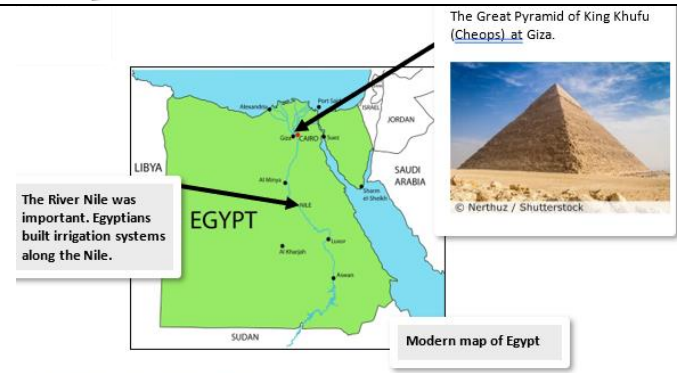 The Great Pyramid of King Khufu
(Cheops) at Giza.
© Nerthuz / Shutterstock
Alexandria
Port Said
ISRAEL
JORDAN
Giza
CAIRO
Suez
LIBYA
SAUDI
ARABIA
Al Minya
Sharm
el Sheikh
The River Nile was
important. Egyptians
built irrigation systems
along the Nile.
NILE
EGYPT
Luxor
Al Kharjah
Aswan
SUDAN
Modern map of Egypt